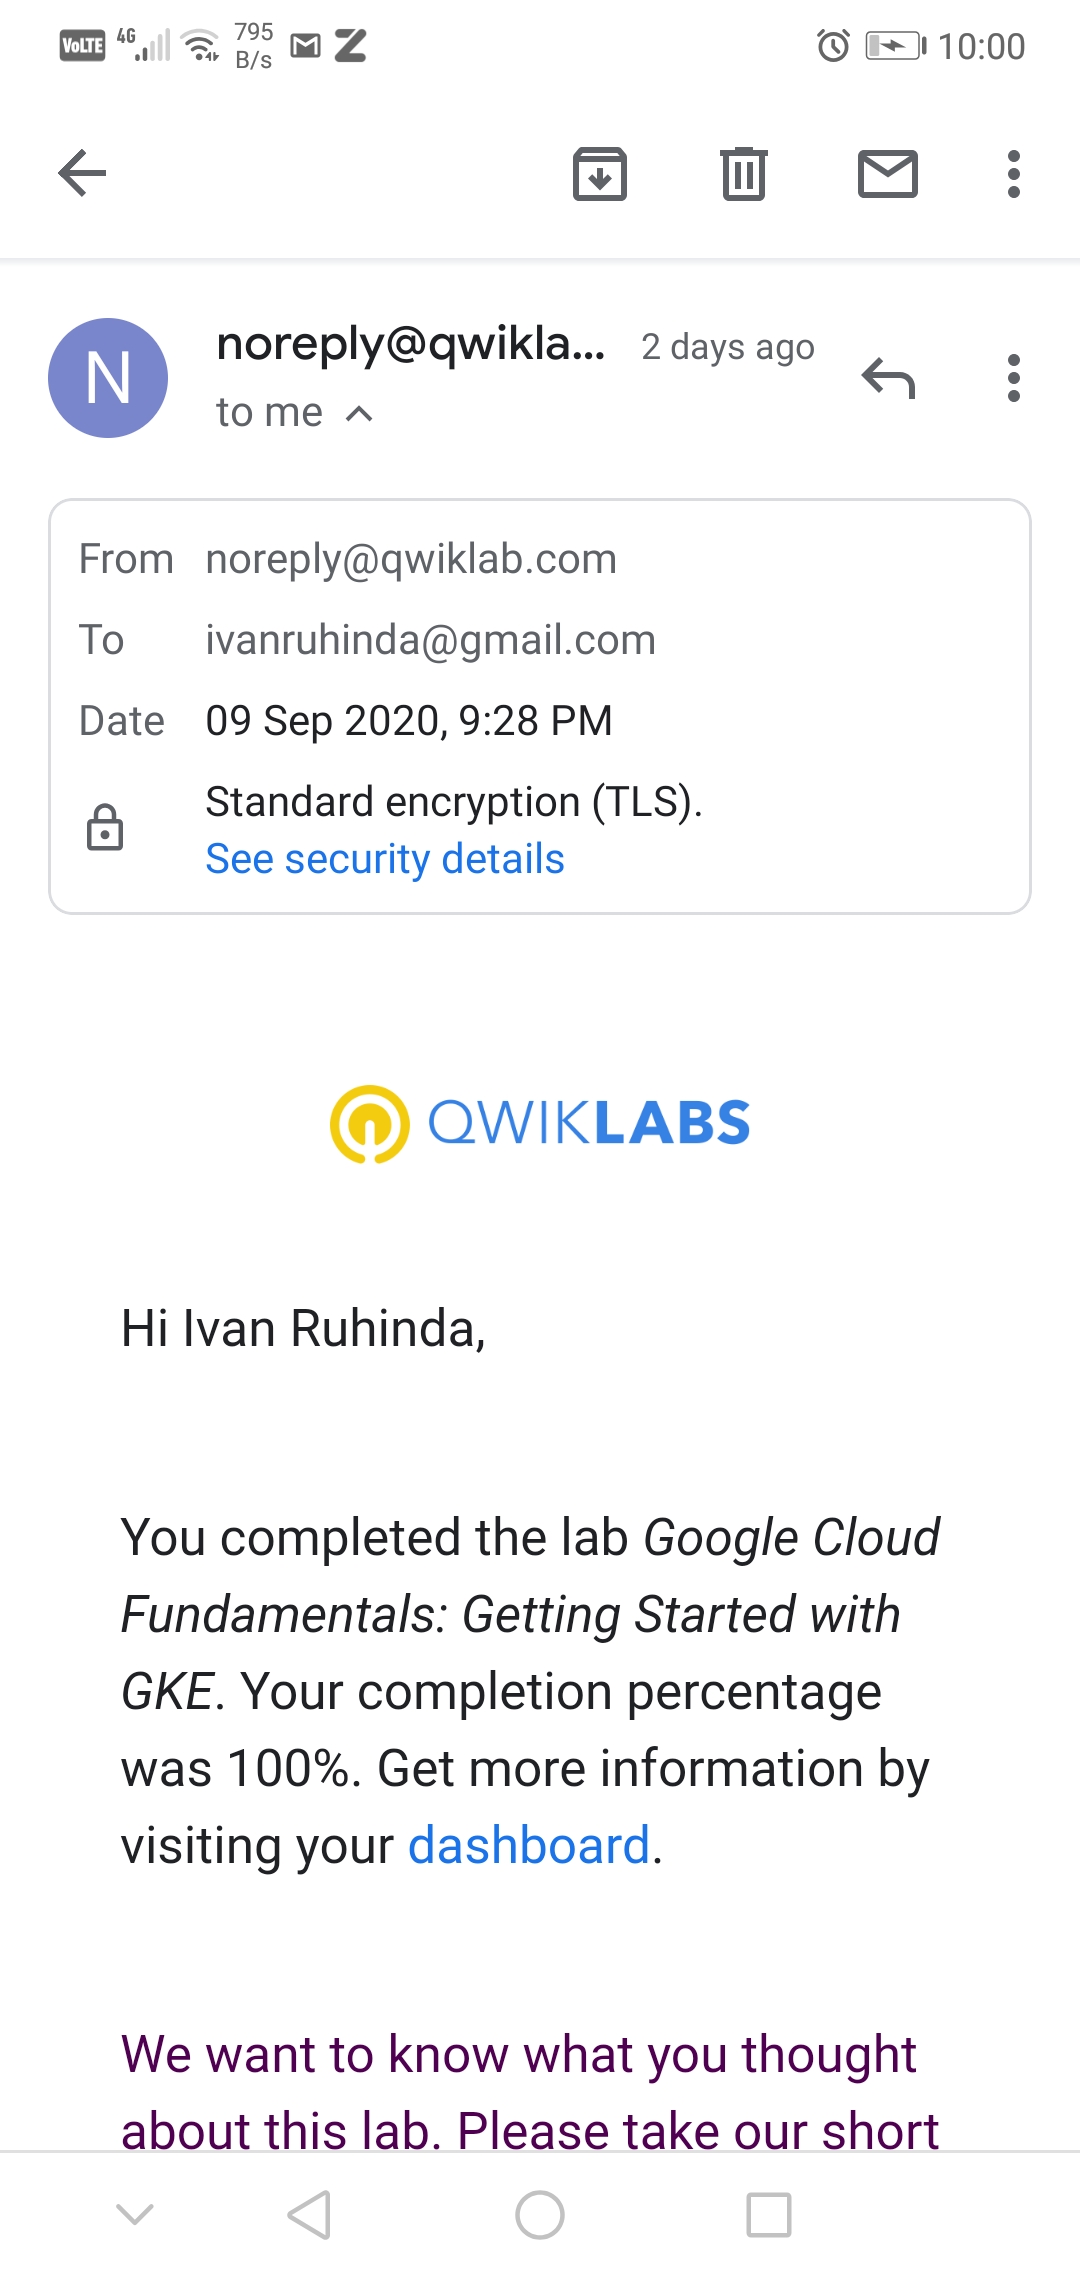 VoLTE 4G 795 B/s 10:00
N
noreply@qwikla... 2 days ago
to me
From noreply@qwiklab.com
To ivanruhinda@gmail.com
Date 09 Sep 2020, 9:28 PM
Standard encryption (TLS).
See security details
QWIKLABS
Hi Ivan Ruhinda,
You completed the lab Google Cloud
Fundamentals: Getting Started with
GKE. Your completion percentage
was 100%. Get more information by
visiting your dashboard.
We want to know what you thought
about this lab. Please take our short